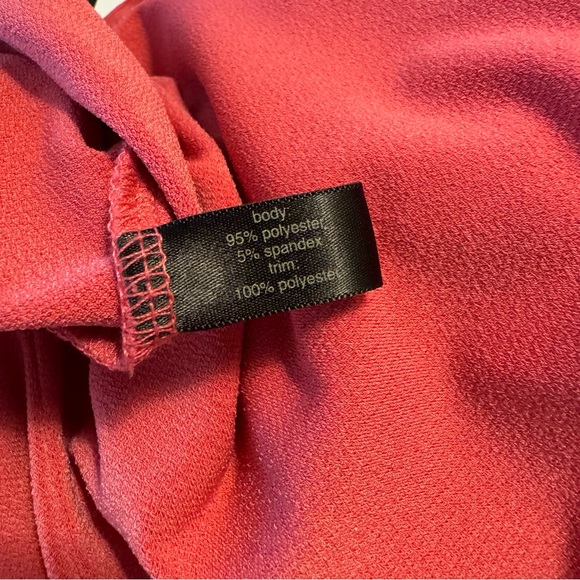 body:
95% polyester,
5% spandex
trim:
100% polyester